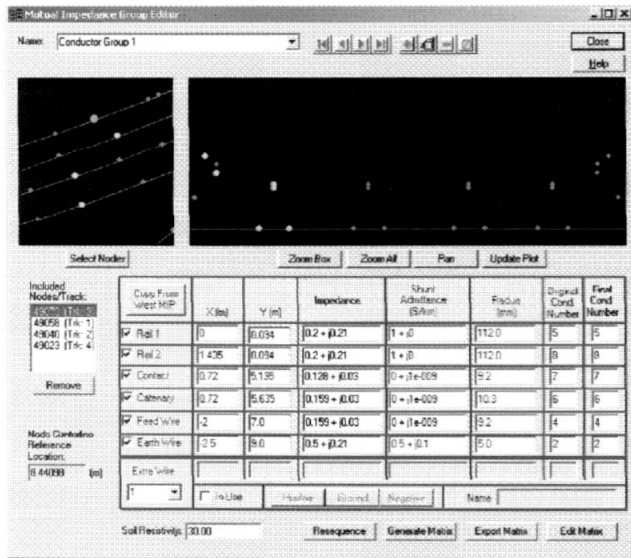 Mutual Impedance Group Editor
Name: Conductor Group 1
Close
Help
Select Nodes
Zoom Box Zoom All Pan Update Plot
Included Nodes/Track:
(Trk: 3)
49058 (Trk: 1)
49040 (Trk: 2)
49023 (Trk: 4)
Remove
Node Centerline Reference Location:
8.44098 (m)
Copy From West MIP X (m) Y (m) Impedance Shunt Admittance (S/km) Radius (mm) Original Cond. Number Final Cond. Number
Rail 1 0 0.094 0.2 + j0.21 1 + j0 112.0 5 5
Rail 2 1.435 0.094 0.2 + j0.21 1 + j0 112.0 8 8
Contact 0.72 5.135 0.128 + j0.03 0 + j1e-009 9.2 7 7
Catenary 0.72 5.635 0.159 + j0.03 0 + j1e-009 10.3 6 6
Feed Wire -2 7.0 0.159 + j0.03 0 + j1e-009 9.2 4 4
Earth Wire -2.5 9.0 0.5 + j0.21 0.5 + j0.1 5.0 2 2
Extra Wire
1 In Use Positive Ground Negative Name
Soil Resistivity: 30.00 Resequence Generate Matrix Export Matrix Edit Matrix